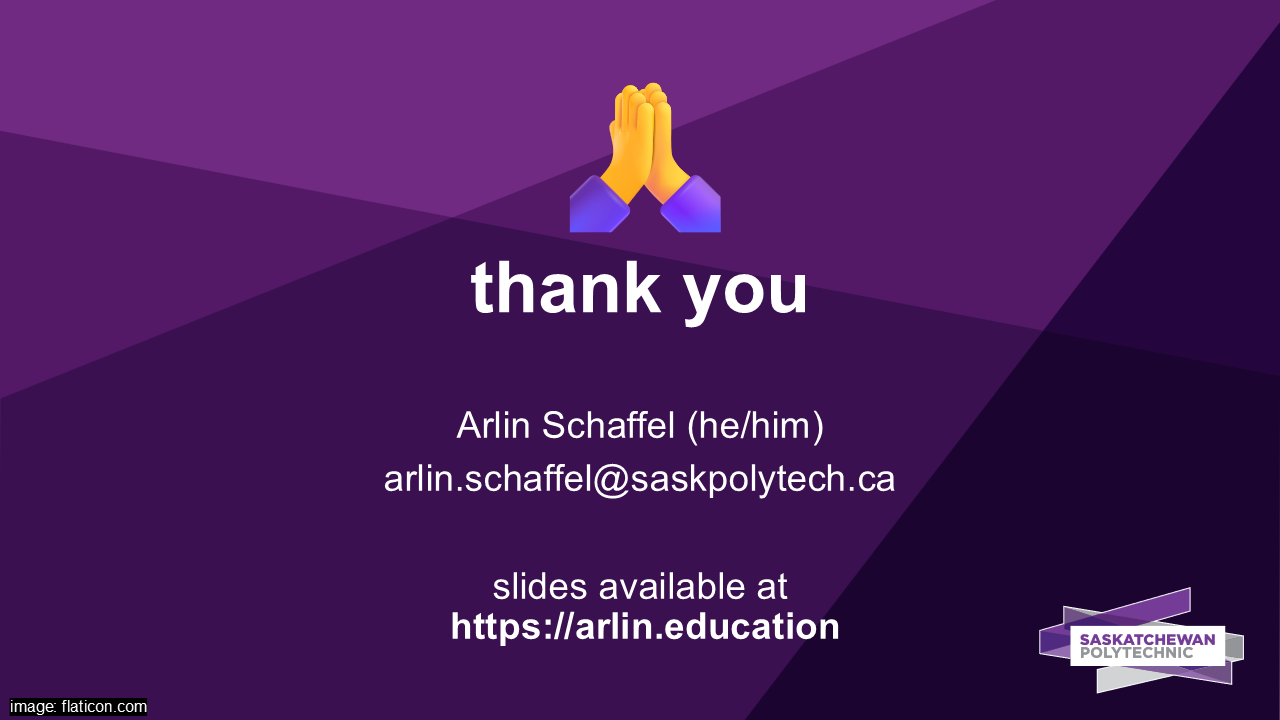 thank you
Arlin Schaffel (he/him)
arlin.schaffel@saskpolytech.ca
slides available at
https://arlin.education
SASKATCHEWAN
POLYTECHNIC
image: flaticon.com